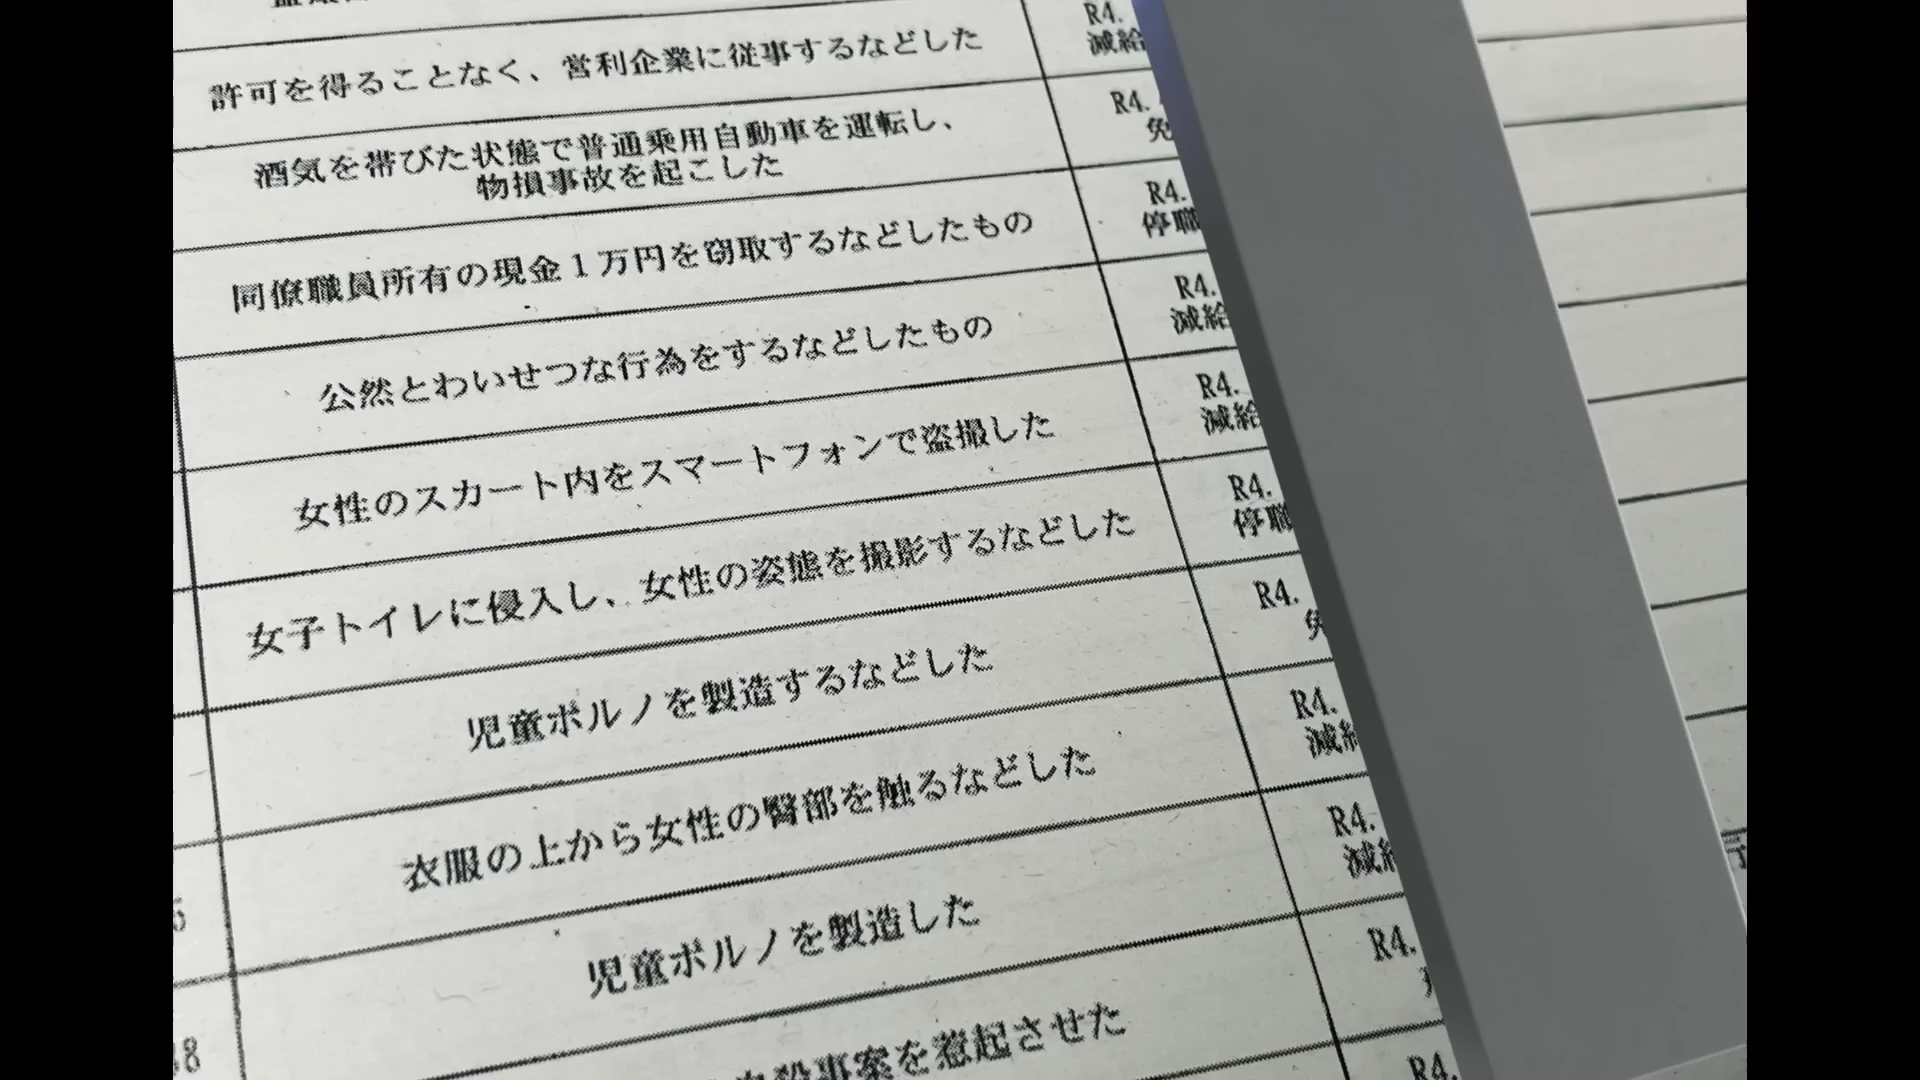 許可を得ることなく、営利企業に従事するなどした
R4.
減給
酒気を帯びた状態で普通乗用自動車を運転し、
物損事故を起こした
R4.
免
同僚職員所有の現金1万円を窃取するなどしたもの
R4.
停職
公然とわいせつな行為をするなどしたもの
R4.
減給
女性のスカート内をスマートフォンで盗撮した
R4.
減給
女子トイレに侵入し、女性の姿態を撮影するなどした
R4.
停職
児童ポルノを製造するなどした
R4.
免
衣服の上から女性の臀部を触るなどした
R4.
減給
児童ポルノを製造した
R4.
減給
事案を惹起させた
R4.
R4.